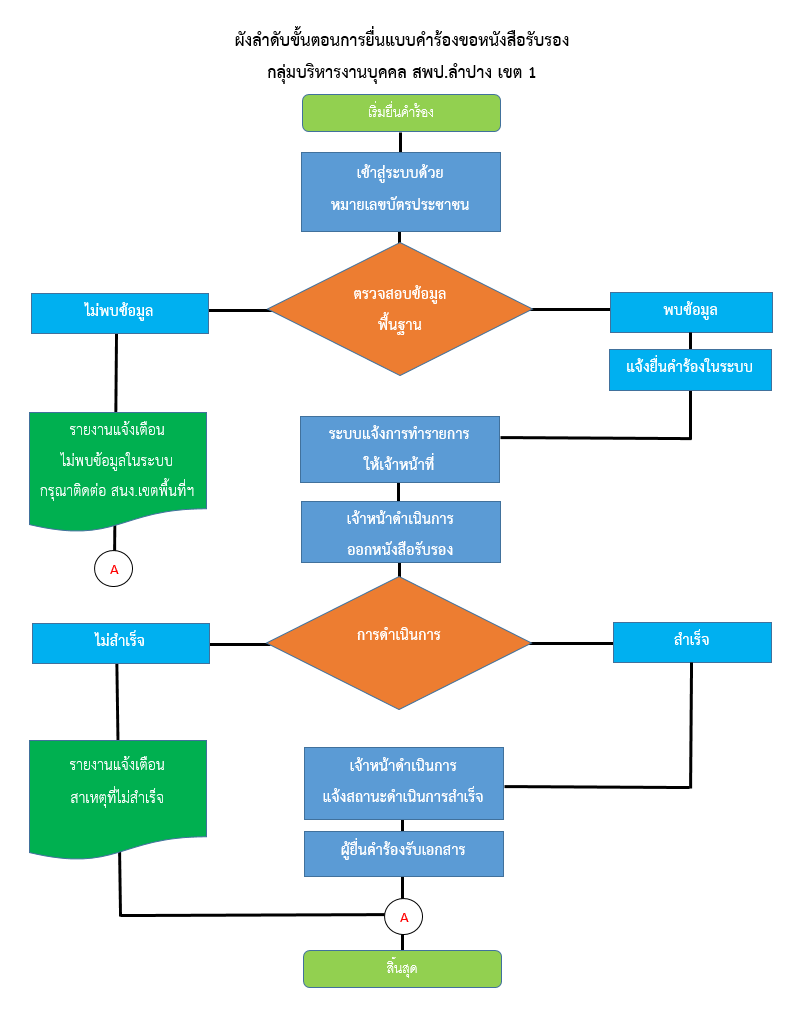 ผังลำดับขั้นตอนการยื่นแบบคำร้องขอหนังสือรับรอง
กลุ่มบริหารงานบุคคล สพป.ลำปาง เขต 1
เริ่มยื่นคำร้อง
เข้าสู่ระบบด้วย
หมายเลขบัตรประชาชน
ตรวจสอบข้อมูล
พื้นฐาน
ไม่พบข้อมูล
พบข้อมูล
แจ้งยื่นคำร้องในระบบ
รายงานแจ้งเตือน
ไม่พบข้อมูลในระบบ
กรุณาติดต่อ สนง.เขตพื้นที่ฯ
A
ระบบแจ้งการทำรายการ
ให้เจ้าหน้าที่
เจ้าหน้าดำเนินการ
ออกหนังสือรับรอง
การดำเนินการ
ไม่สำเร็จ
สำเร็จ
รายงานแจ้งเตือน
สาเหตุที่ไม่สำเร็จ
เจ้าหน้าดำเนินการ
แจ้งสถานะดำเนินการสำเร็จ
ผู้ยื่นคำร้องรับเอกสาร
A
สิ้นสุด